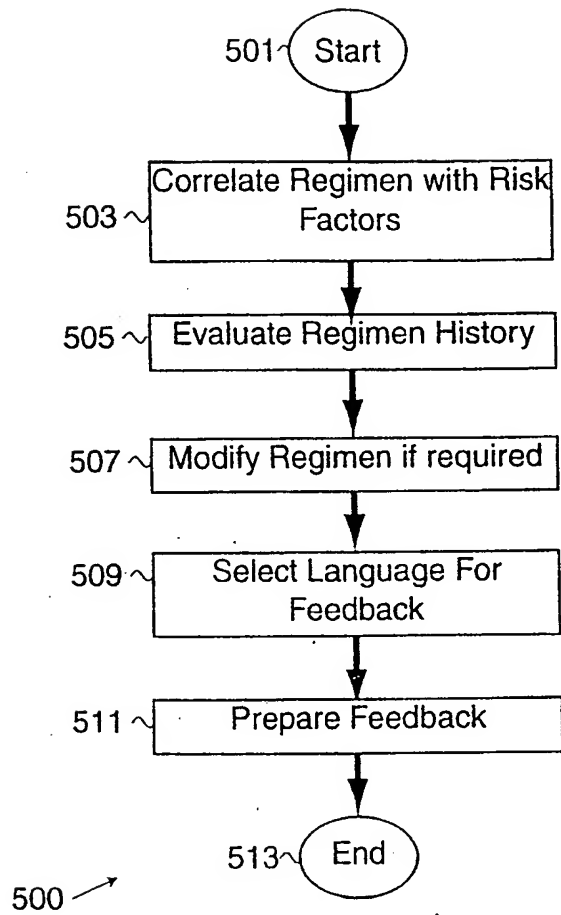 501 Start
Correlate Regimen with Risk
503 Factors
505 Evaluate Regimen History
507 Modify Regimen if required
509 Select Language For
Feedback
511 Prepare Feedback
513 End
500